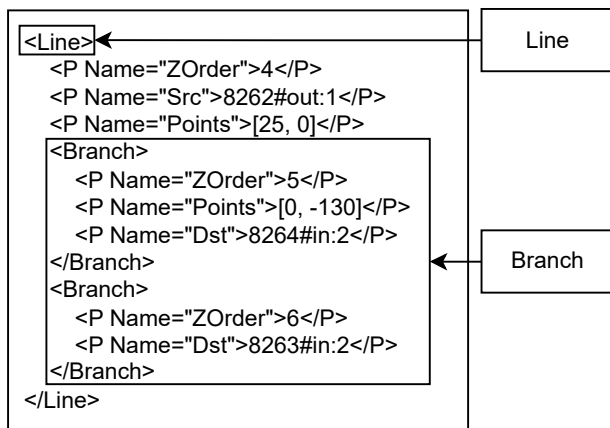 <Line>
<P Name="ZOrder">4</P>
<P Name="Src">8262#out:1</P>
<P Name="Points">[25, 0]</P>
<Branch>
<P Name="ZOrder">5</P>
<P Name="Points">[0, -130]</P>
<P Name="Dst">8264#in:2</P>
</Branch>
<Branch>
<P Name="ZOrder">6</P>
<P Name="Dst">8263#in:2</P>
</Branch>
</Line>
Line
Branch